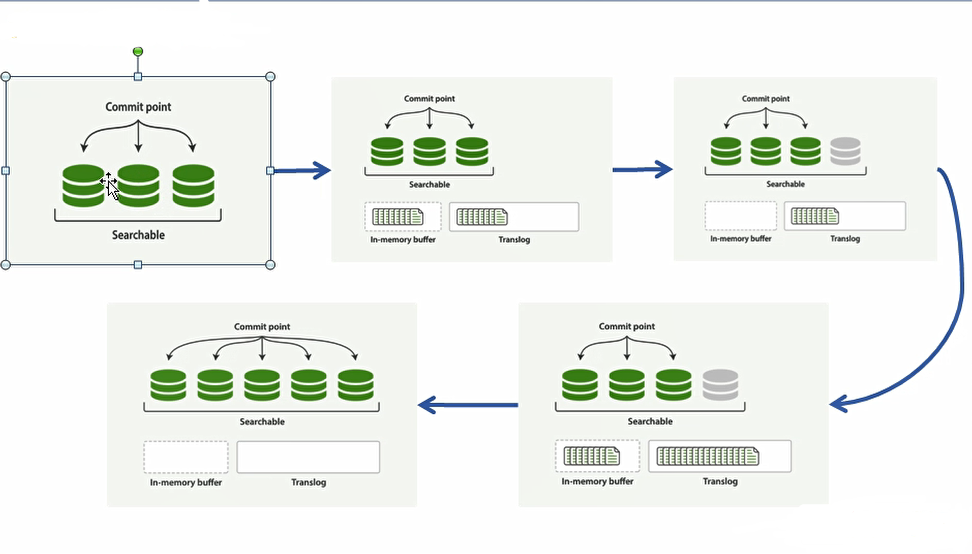 Commit point
Searchable
Commit point
Searchable
In-memory buffer
Translog
Commit point
Searchable
In-memory buffer
Translog
Commit point
Searchable
In-memory buffer
Translog
Commit point
Searchable
In-memory buffer
Translog